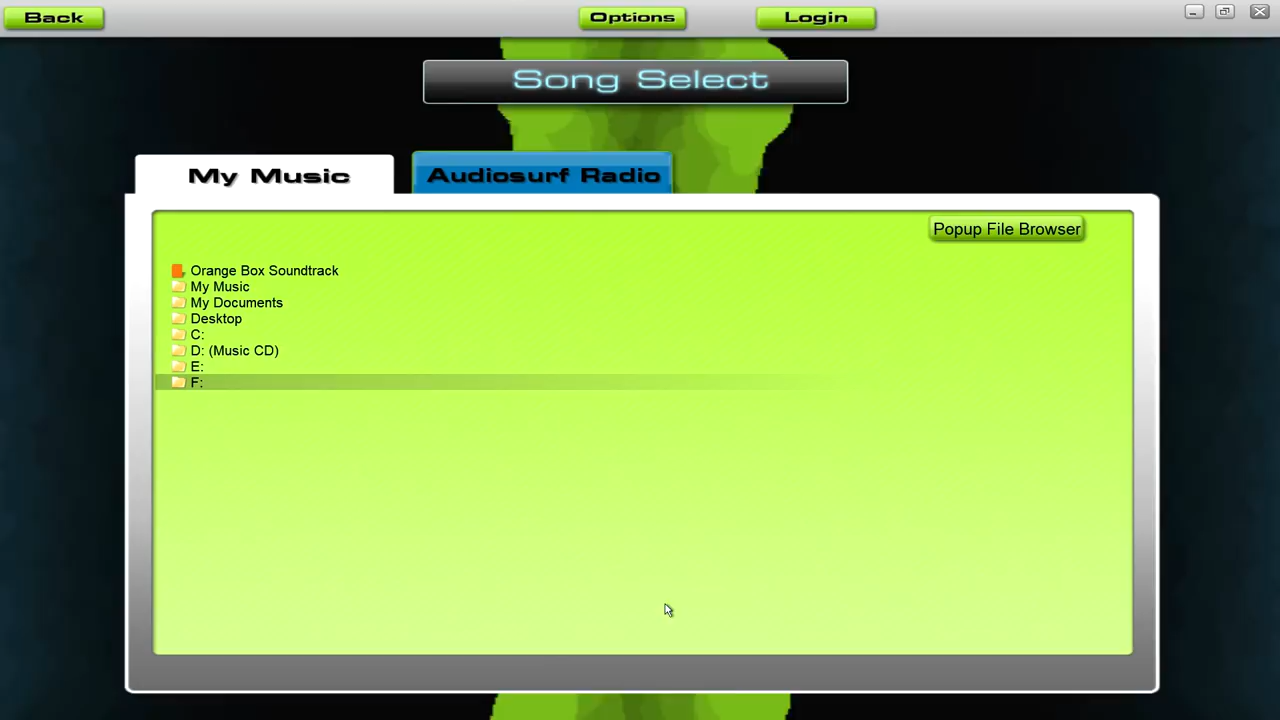 Back
Options
Login
Song Select
My Music
Audiosurf Radio
Popup File Browser
Orange Box Soundtrack
My Music
My Documents
Desktop
C:
D: (Music CD)
E:
F: